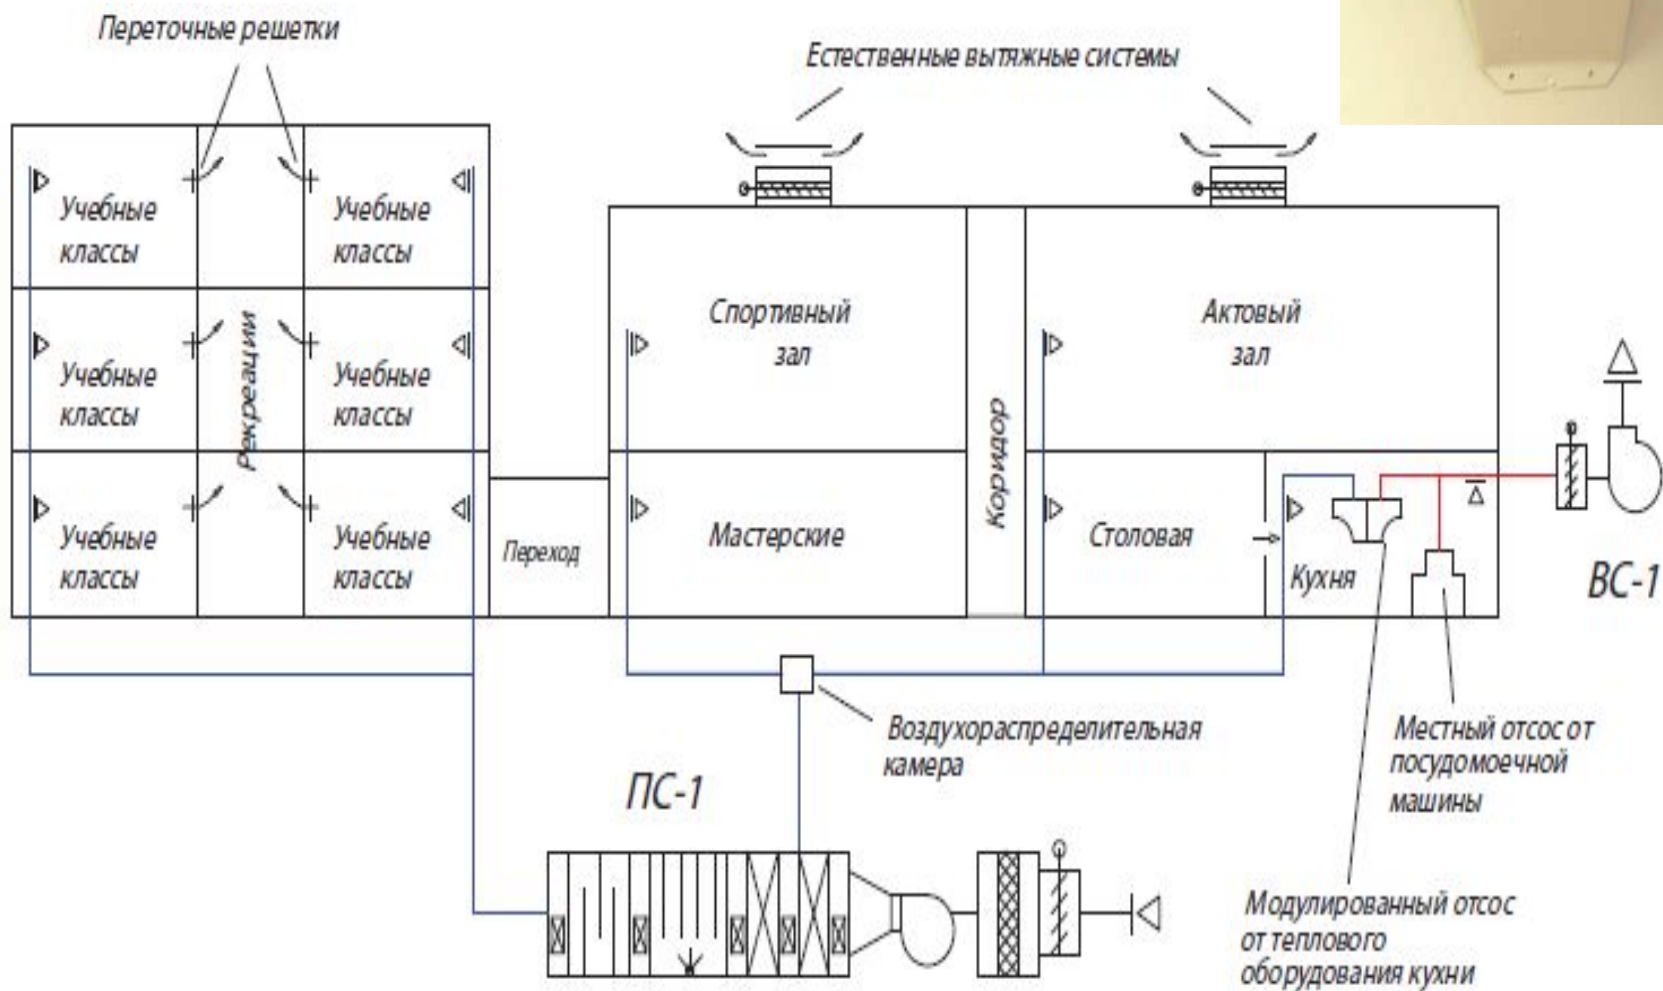 Переточные решетки
Естественные вытяжные системы
Учебные
классы
Учебные
классы
Учебные
классы
Учебные
классы
Учебные
классы
Учебные
классы
Рекреации
Переход
Спортивный
зал
Мастерские
Коридор
Актовый
зал
Столовая
Кухня
ВС-1
Воздухораспределительная
камера
ПС-1
Местный отсос от
посудомоечной
машины
Модулированный отсос
от теплового
оборудования кухни